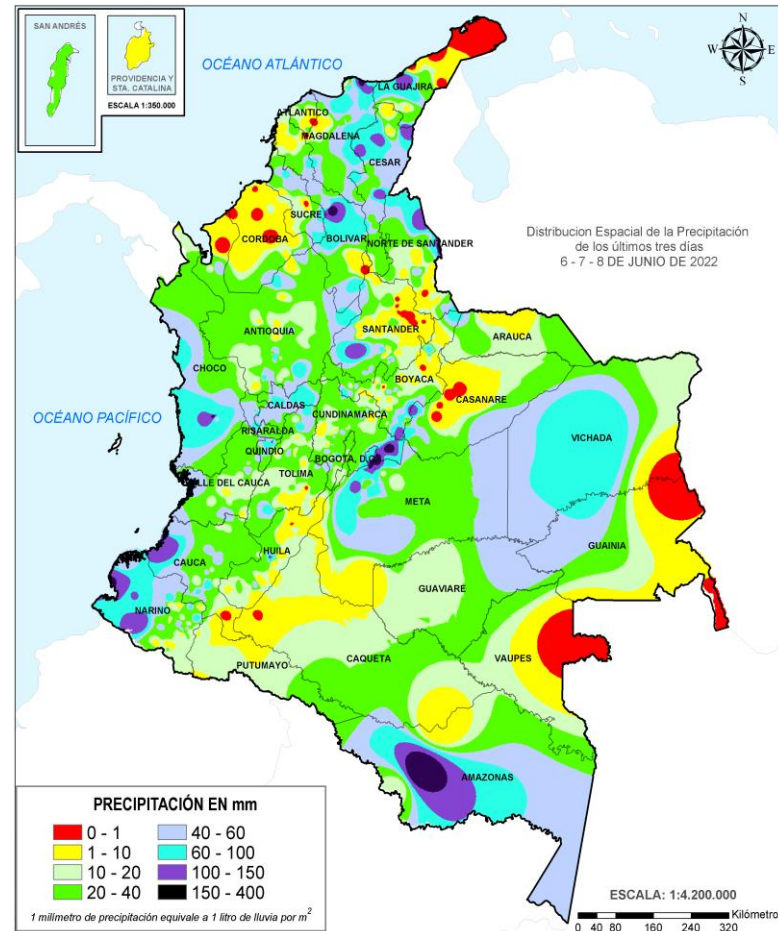 SAN ANDRÉS
PROVIDENCIA Y
STA. CATALINA
ESCALA 1:350.000
N
W E
S
OCÉANO ATLÁNTICO
LA GUAJIRA
ATLANTICO
MAGDALENA
CESAR
SUCRE
CORDOBA
BOLIVAR
NORTE DE SANTANDER
Distribucion Espacial de la Precipitación
de los últimos tres días
6 - 7 - 8 DE JUNIO DE 2022
ANTIOQUIA
SANTANDER
ARAUCA
CHOCO
BOYACA
CASANARE
OCÉANO PACÍFICO
CALDAS
CUNDINAMARCA
RISARALDA
VICHADA
QUINDIO
BOGOTA, D.C.
TOLIMA
VALLE DEL CAUCA
META
CAUCA
HUILA
GUAINIA
GUAVIARE
NARIÑO
PUTUMAYO
CAQUETA
VAUPES
AMAZONAS
PRECIPITACIÓN EN mm
0 - 1
1 - 10
10 - 20
20 - 40
40 - 60
60 - 100
100 - 150
150 - 400
1 milímetro de precipitación equivale a 1 litro de lluvia por m²
ESCALA: 1:4.200.000
Kilómetro
0 40 80 160 240 320